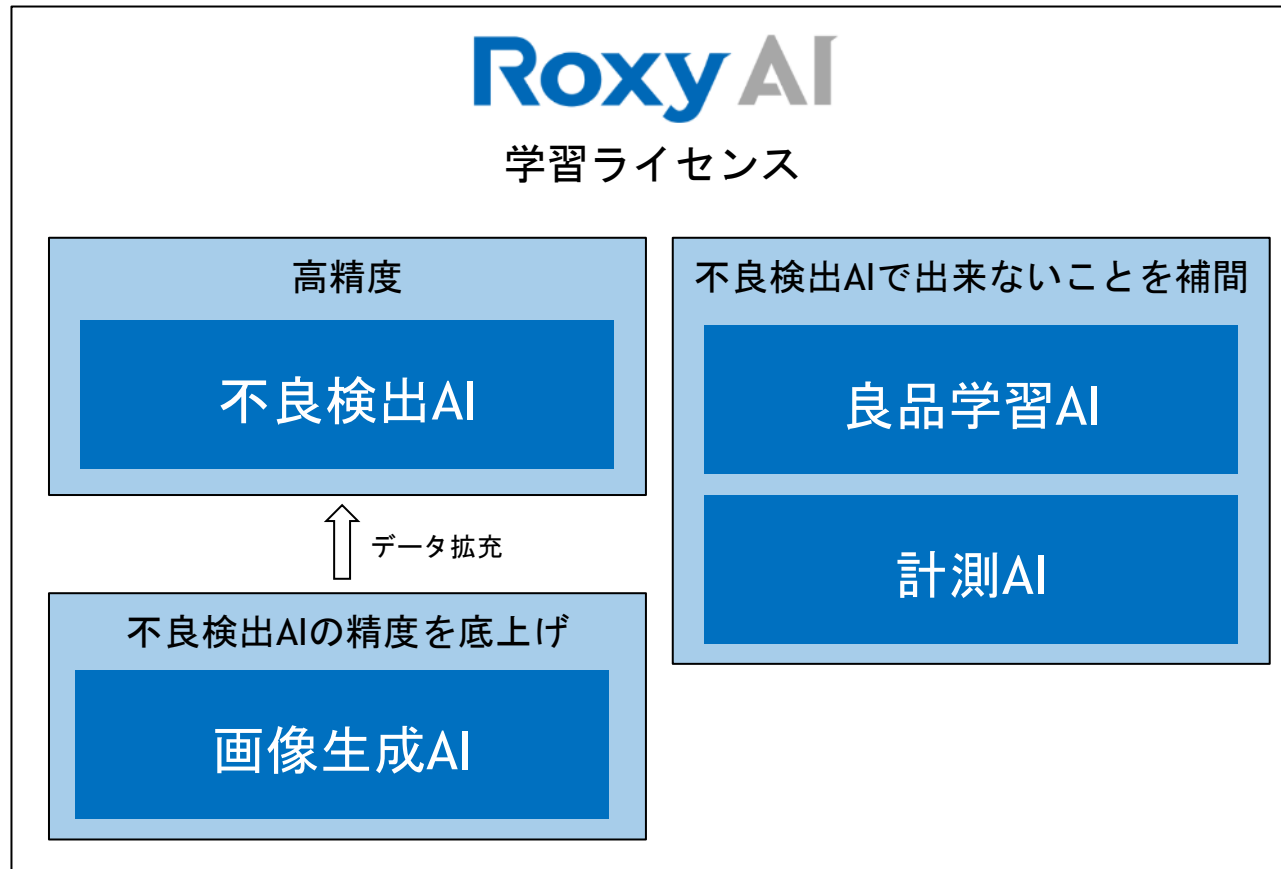 Roxy AI
学習ライセンス
高精度
不良検出AI
データ拡充
不良検出AIの精度を底上げ
画像生成AI
不良検出AIで出来ないことを補間
良品学習AI
計測AI